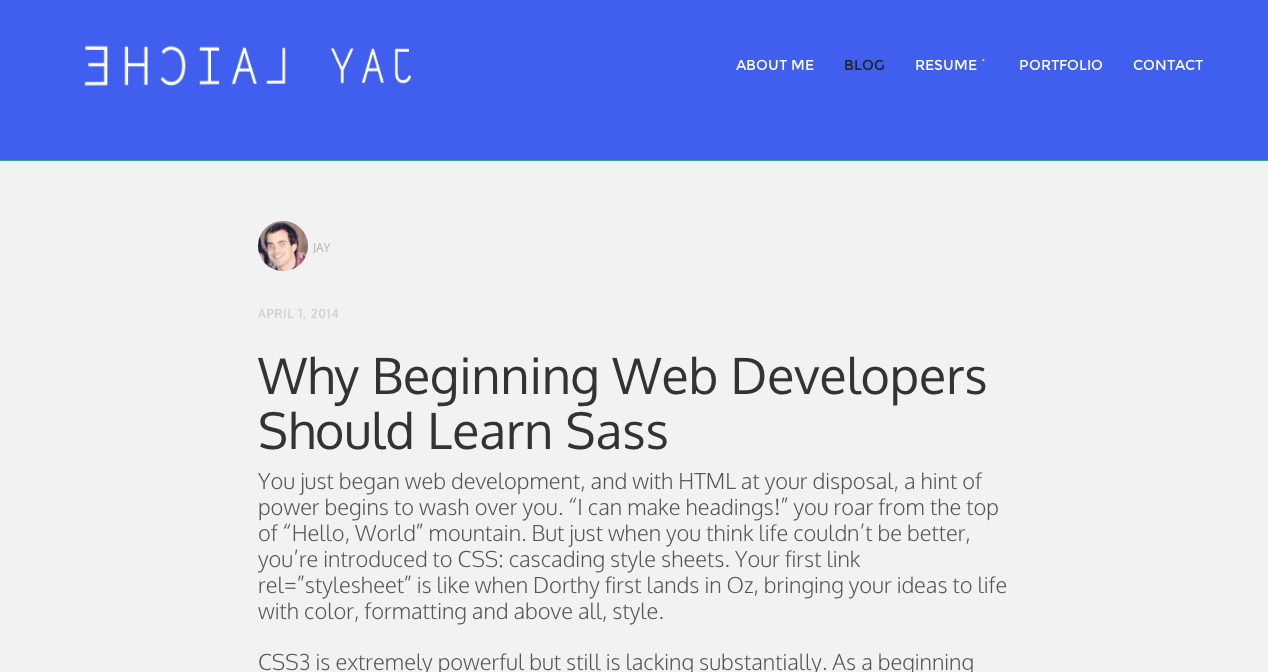 JAY LAICHE
ABOUT ME BLOG RESUME ´ PORTFOLIO CONTACT
JAY
APRIL 1, 2014
Why Beginning Web Developers
Should Learn Sass
You just began web development, and with HTML at your disposal, a hint of
power begins to wash over you. “I can make headings!” you roar from the top
of “Hello, World” mountain. But just when you think life couldn’t be better,
you’re introduced to CSS: cascading style sheets. Your first link
rel=”stylesheet” is like when Dorthy first lands in Oz, bringing your ideas to life
with color, formatting and above all, style.
CSS3 is extremely powerful but still is lacking substantially. As a beginning